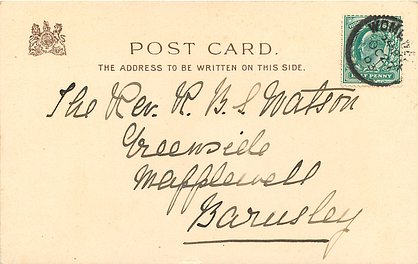 POST CARD.
THE ADDRESS TO BE WRITTEN ON THIS SIDE.
The Rev. R. B. S Watson
Greenside
Mapplewell
Barnsley